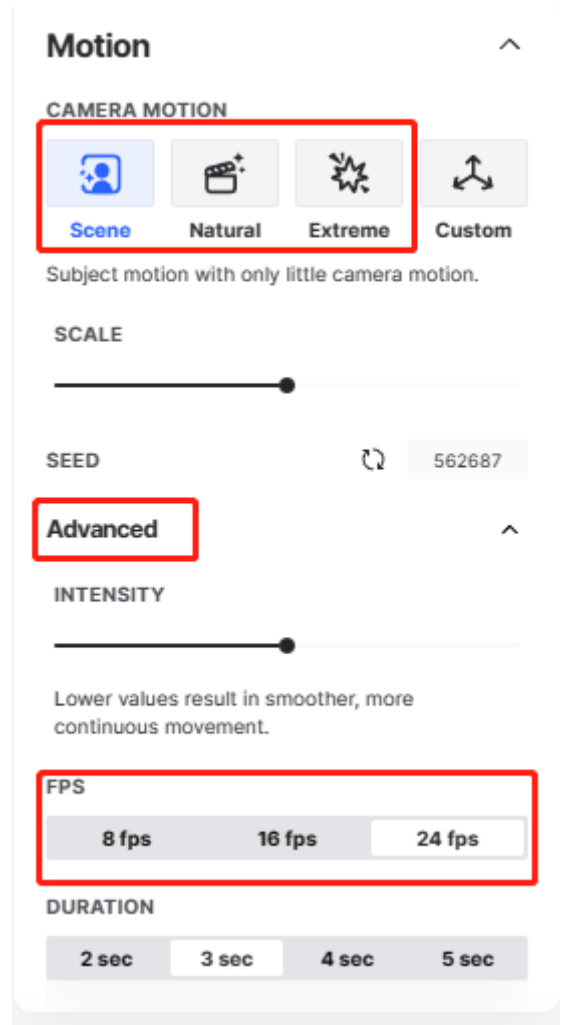 Motion
CAMERA MOTION
Scene Natural Extreme Custom
Subject motion with only little camera motion.
SCALE
SEED 562687
Advanced
INTENSITY
Lower values result in smoother, more
continuous movement.
FPS
8 fps 16 fps 24 fps
DURATION
2 sec 3 sec 4 sec 5 sec